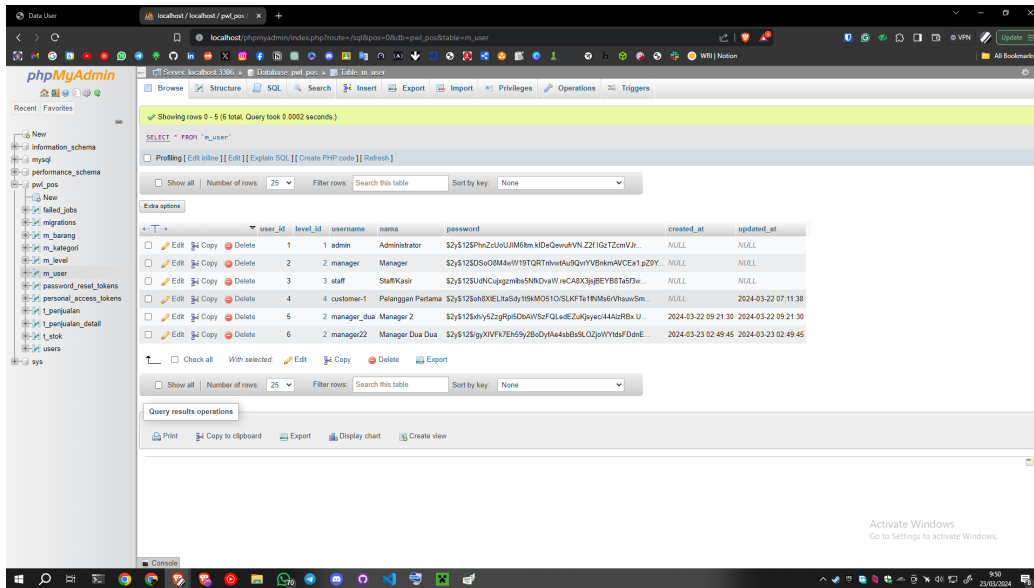 Data User
localhost / localhost / pwl_pos /
localhost/phpmyadmin/index.php?route=/sql&pos=0&db=pwl_pos&table=m_user
VPN
Update
WRI | Notion
All Bookmarks
phpMyAdmin
Recent Favorites
New
information_schema
mysql
performance_schema
pwl_pos
New
failed_jobs
migrations
m_barang
m_kategori
m_level
m_user
password_reset_tokens
personal_access_tokens
t_penjualan
t_penjualan_detail
t_stok
users
sys
Server: localhost:3306 » Database: pwl_pos » Table: m_user
Browse Structure SQL Search Insert Export Import Privileges Operations Triggers
Showing rows 0 - 5 (6 total, Query took 0.0002 seconds.)
SELECT * FROM `m_user`
Profiling [ Edit inline ] [ Edit ] [ Explain SQL ] [ Create PHP code ] [ Refresh ]
Show all | Number of rows: 25 Filter rows: Search this table Sort by key: None
Extra options
←T→ user_id level_id username nama password created_at updated_at
Edit Copy Delete 1 1 admin Administrator NULL NULL
Edit Copy Delete 2 2 manager Manager NULL NULL
Edit Copy Delete 3 3 staff Staff/Kasir NULL NULL
Edit Copy Delete 4 4 customer-1 Pelanggan Pertama NULL 2024-03-22 07:11:38
Edit Copy Delete 5 2 manager_dua Manager 2 2024-03-22 09:21:30 2024-03-22 09:21:30
Edit Copy Delete 6 2 manager22 Manager Dua Dua 2024-03-23 02:49:45 2024-03-23 02:49:45
Check all With selected: Edit Copy Delete Export
Show all | Number of rows: 25 Filter rows: Search this table Sort by key: None
Query results operations
Print Copy to clipboard Export Display chart Create view
Activate Windows
Go to Settings to activate Windows.
Console
70
9:50
23/03/2024